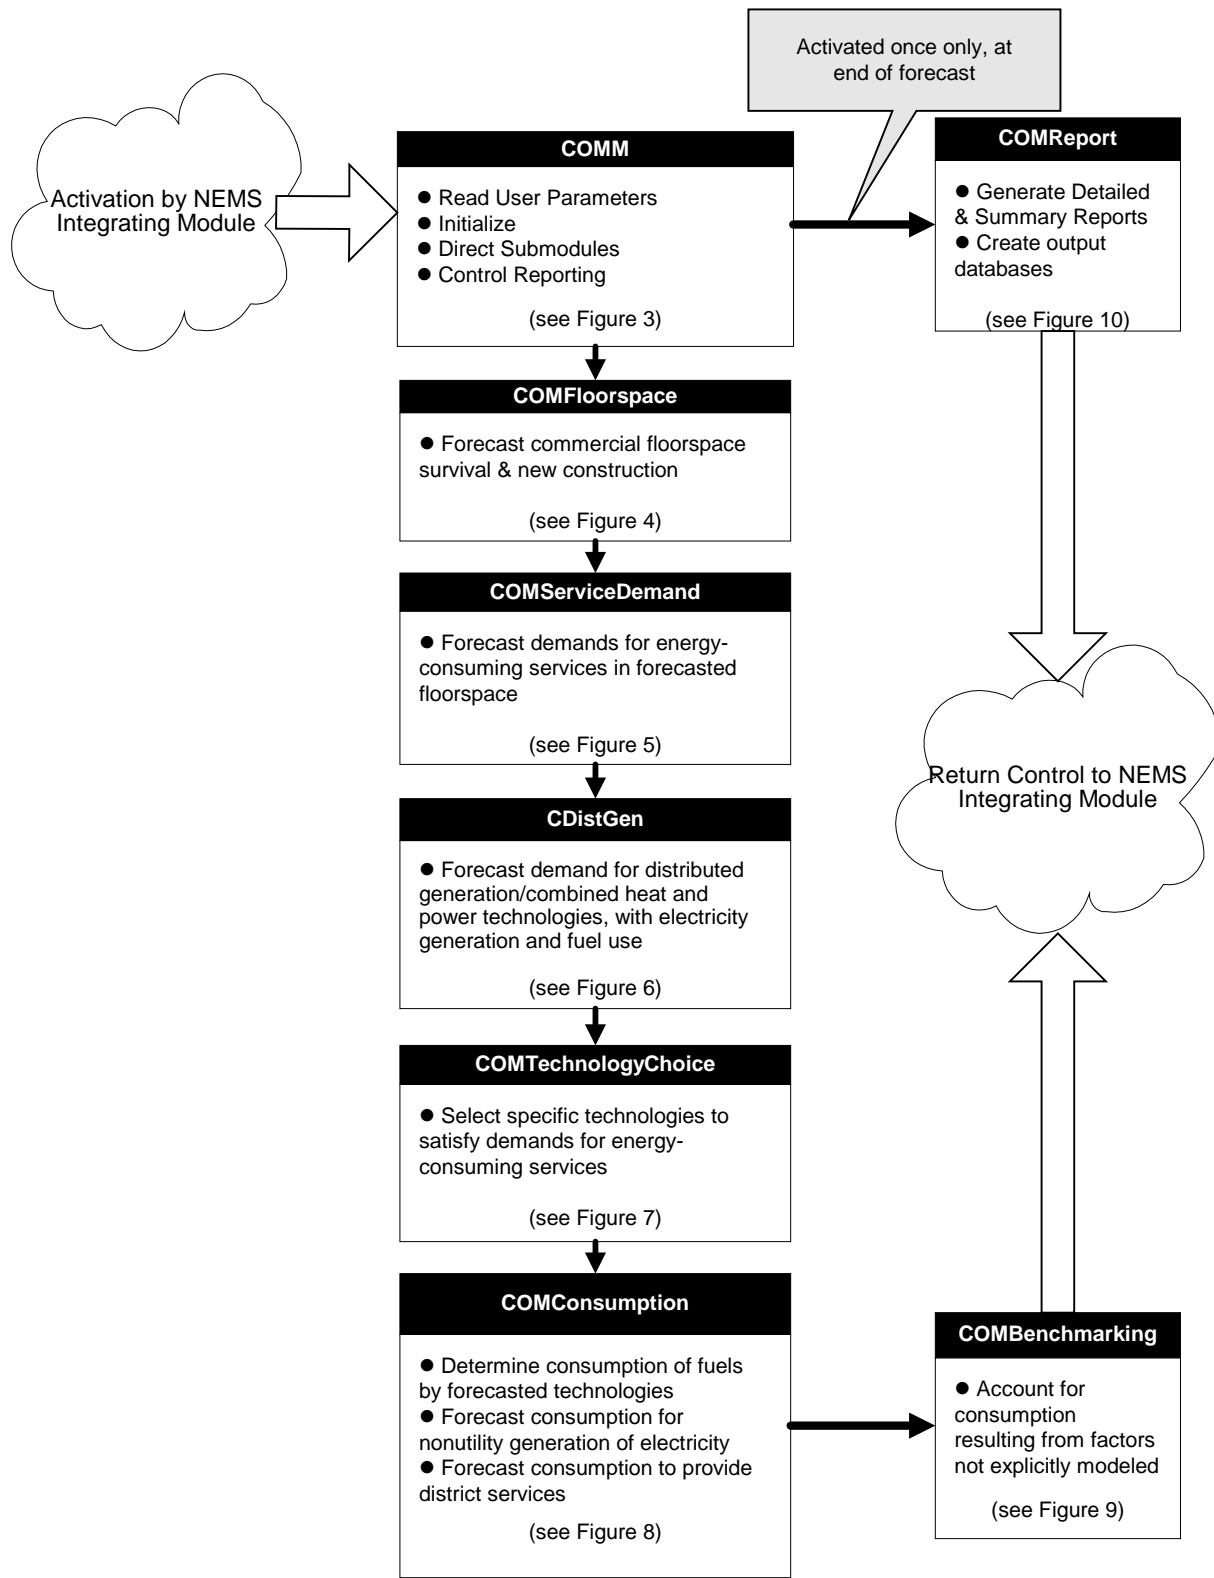 Activated once only, at
end of forecast
Activation by NEMS
Integrating Module
COMM
● Read User Parameters
● Initialize
● Direct Submodules
● Control Reporting
(see Figure 3)
COMReport
● Generate Detailed
& Summary Reports
● Create output
databases
(see Figure 10)
COMFloorspace
● Forecast commercial floorspace
survival & new construction
(see Figure 4)
COMServiceDemand
● Forecast demands for energy-
consuming services in forecasted
floorspace
(see Figure 5)
Return Control to NEMS
Integrating Module
CDistGen
● Forecast demand for distributed
generation/combined heat and
power technologies, with electricity
generation and fuel use
(see Figure 6)
COMTechnologyChoice
● Select specific technologies to
satisfy demands for energy-
consuming services
(see Figure 7)
COMConsumption
● Determine consumption of fuels
by forecasted technologies
● Forecast consumption for
nonutility generation of electricity
● Forecast consumption to provide
district services
(see Figure 8)
COMBenchmarking
● Account for
consumption
resulting from factors
not explicitly modeled
(see Figure 9)